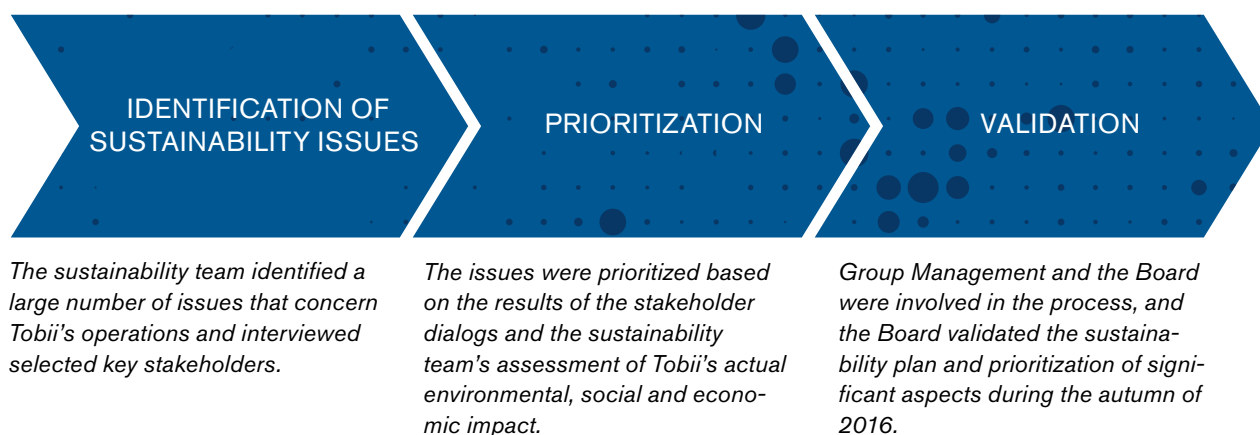 IDENTIFICATION OF
SUSTAINABILITY ISSUES
PRIORITIZATION
VALIDATION
The sustainability team identified a
large number of issues that concern
Tobii's operations and interviewed
selected key stakeholders.
The issues were prioritized based
on the results of the stakeholder
dialogs and the sustainability
team's assessment of Tobii's actual
environmental, social and econo-
mic impact.
Group Management and the Board
were involved in the process, and
the Board validated the sustaina-
bility plan and prioritization of signi-
ficant aspects during the autumn of
2016.